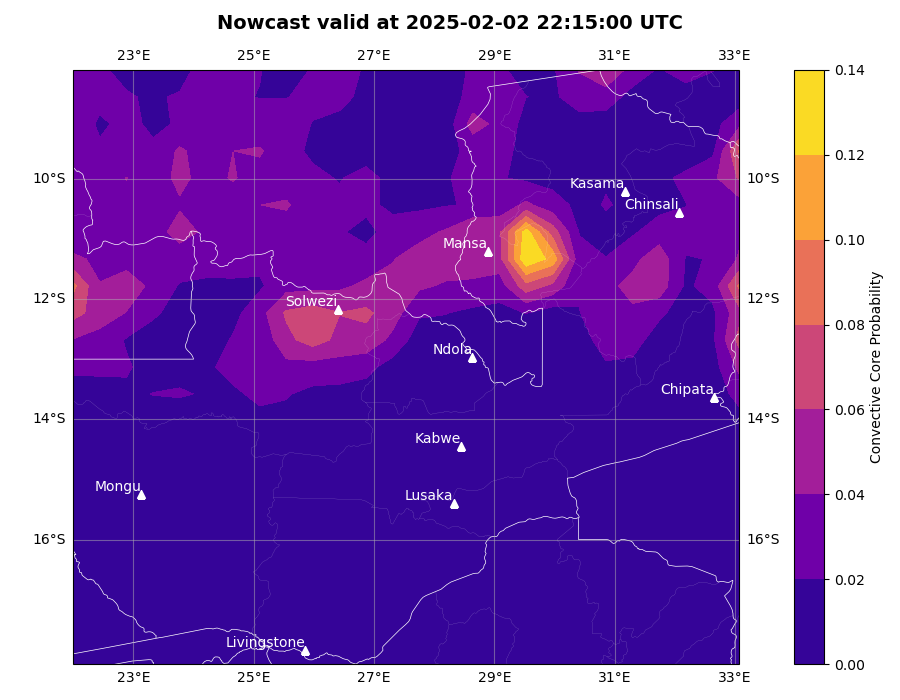 Nowcast valid at 2025-02-02 22:15:00 UTC
23°E 25°E 27°E 29°E 31°E 33°E
0.14
0.12
10°S 10°S
Kasama
Chinsali
0.10
Mansa
12°S 12°S
Solwezi
0.08
Ndola
Convective Core Probability
Chipata
0.06
14°S 14°S
Kabwe
Mongu
Lusaka
0.04
16°S 16°S
0.02
Livingstone
0.00
23°E 25°E 27°E 29°E 31°E 33°E